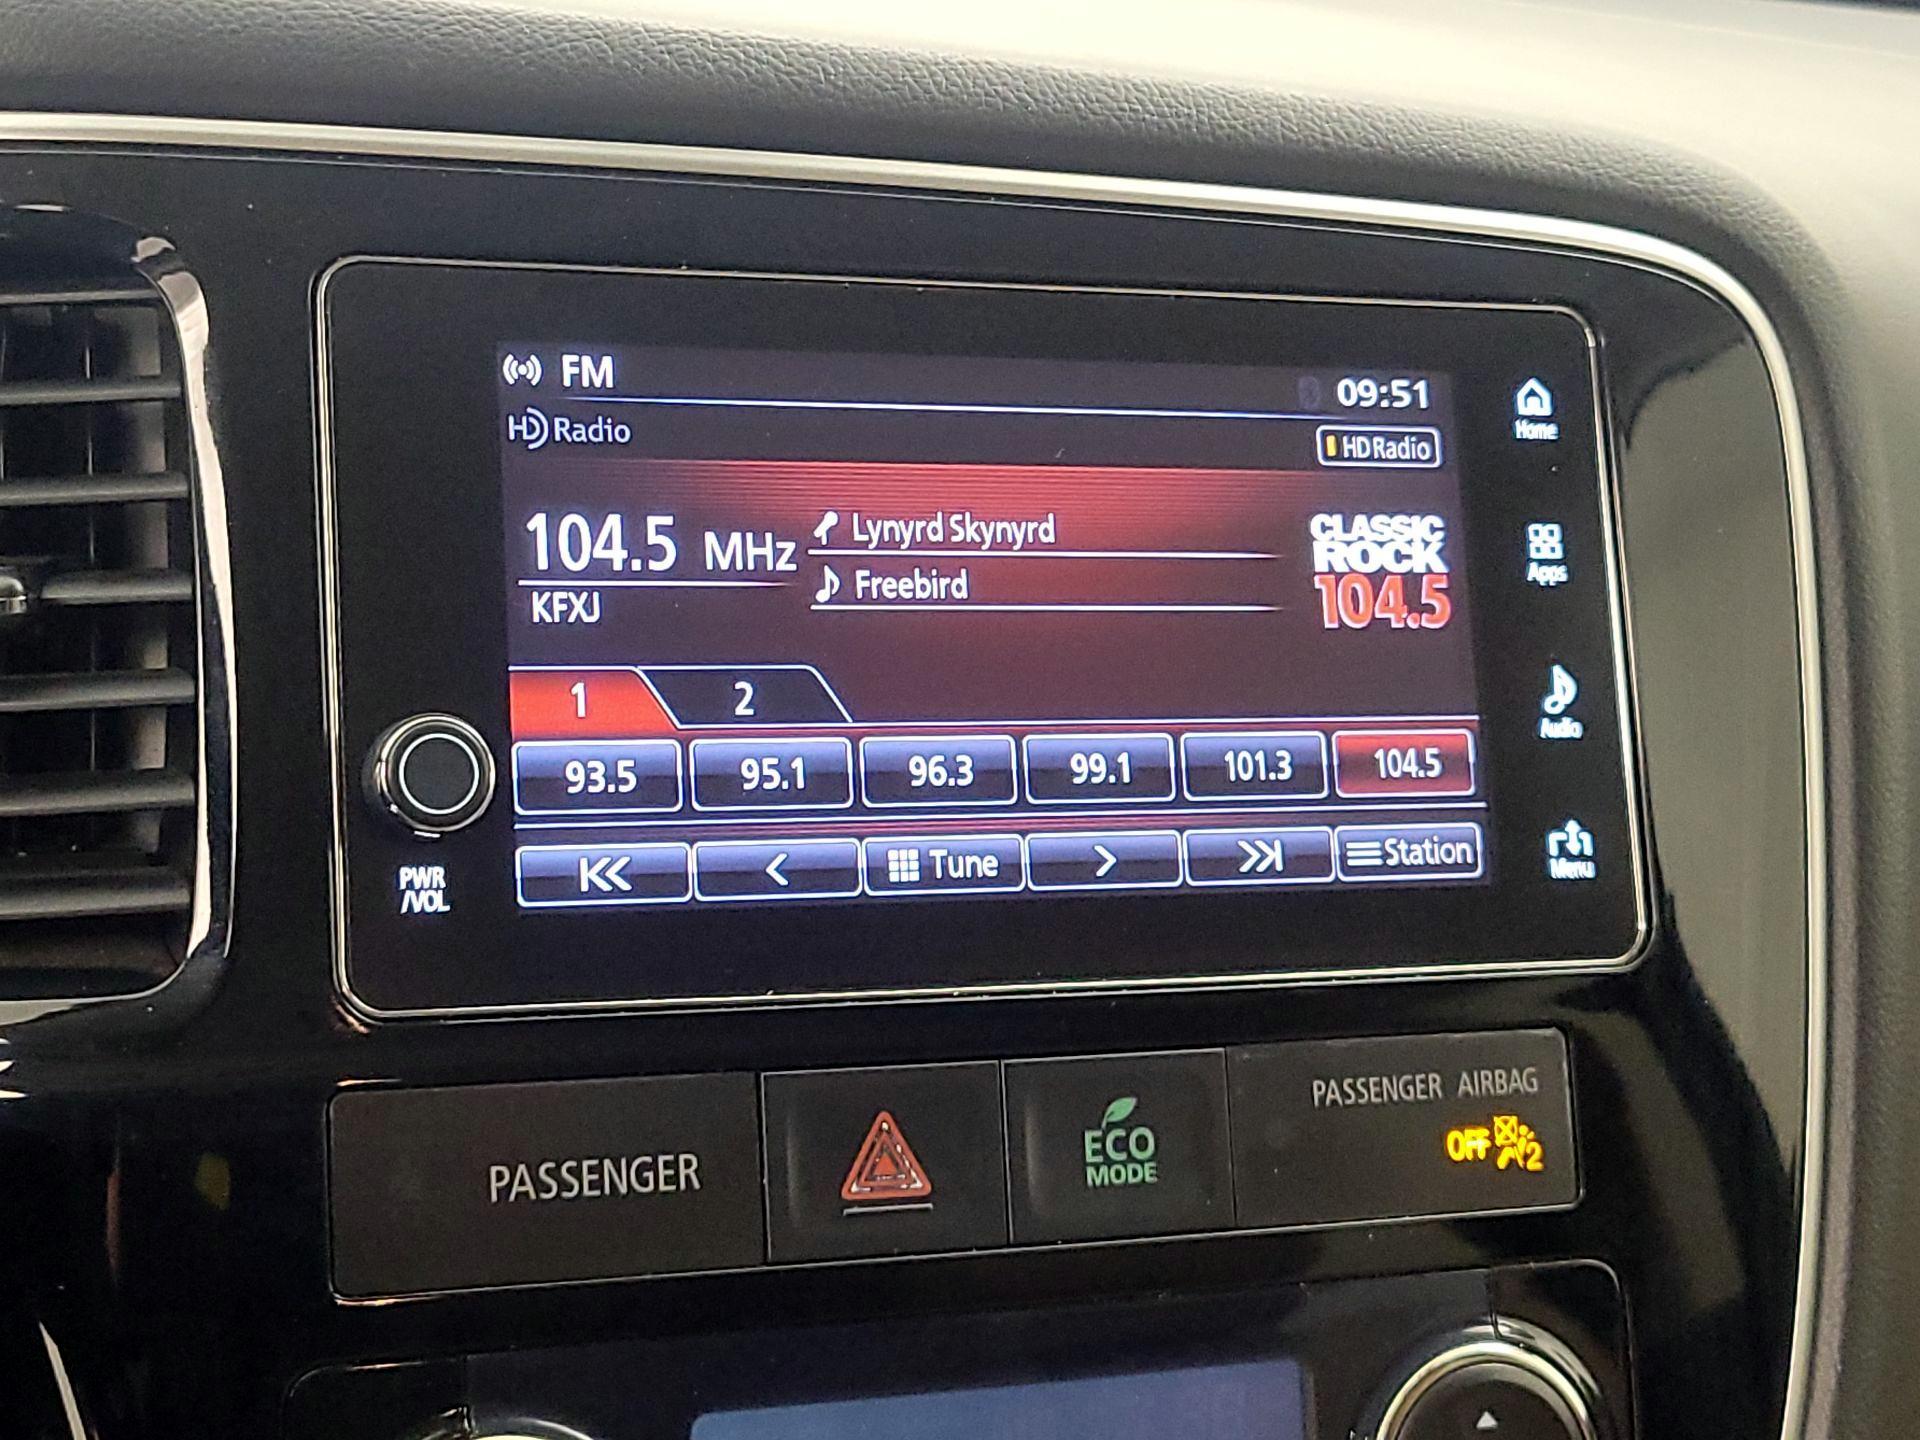 FM
09:51
HD Radio
HD Radio
104.5 MHz
KFXJ
Lynyrd Skynyrd
Freebird
CLASSIC
ROCK
104.5
1 2
93.5 95.1 96.3 99.1 101.3 104.5
Tune Station
Home
Apps
Audio
Menu
PWR
/VOL
PASSENGER
ECO
MODE
PASSENGER AIRBAG
OFF 2